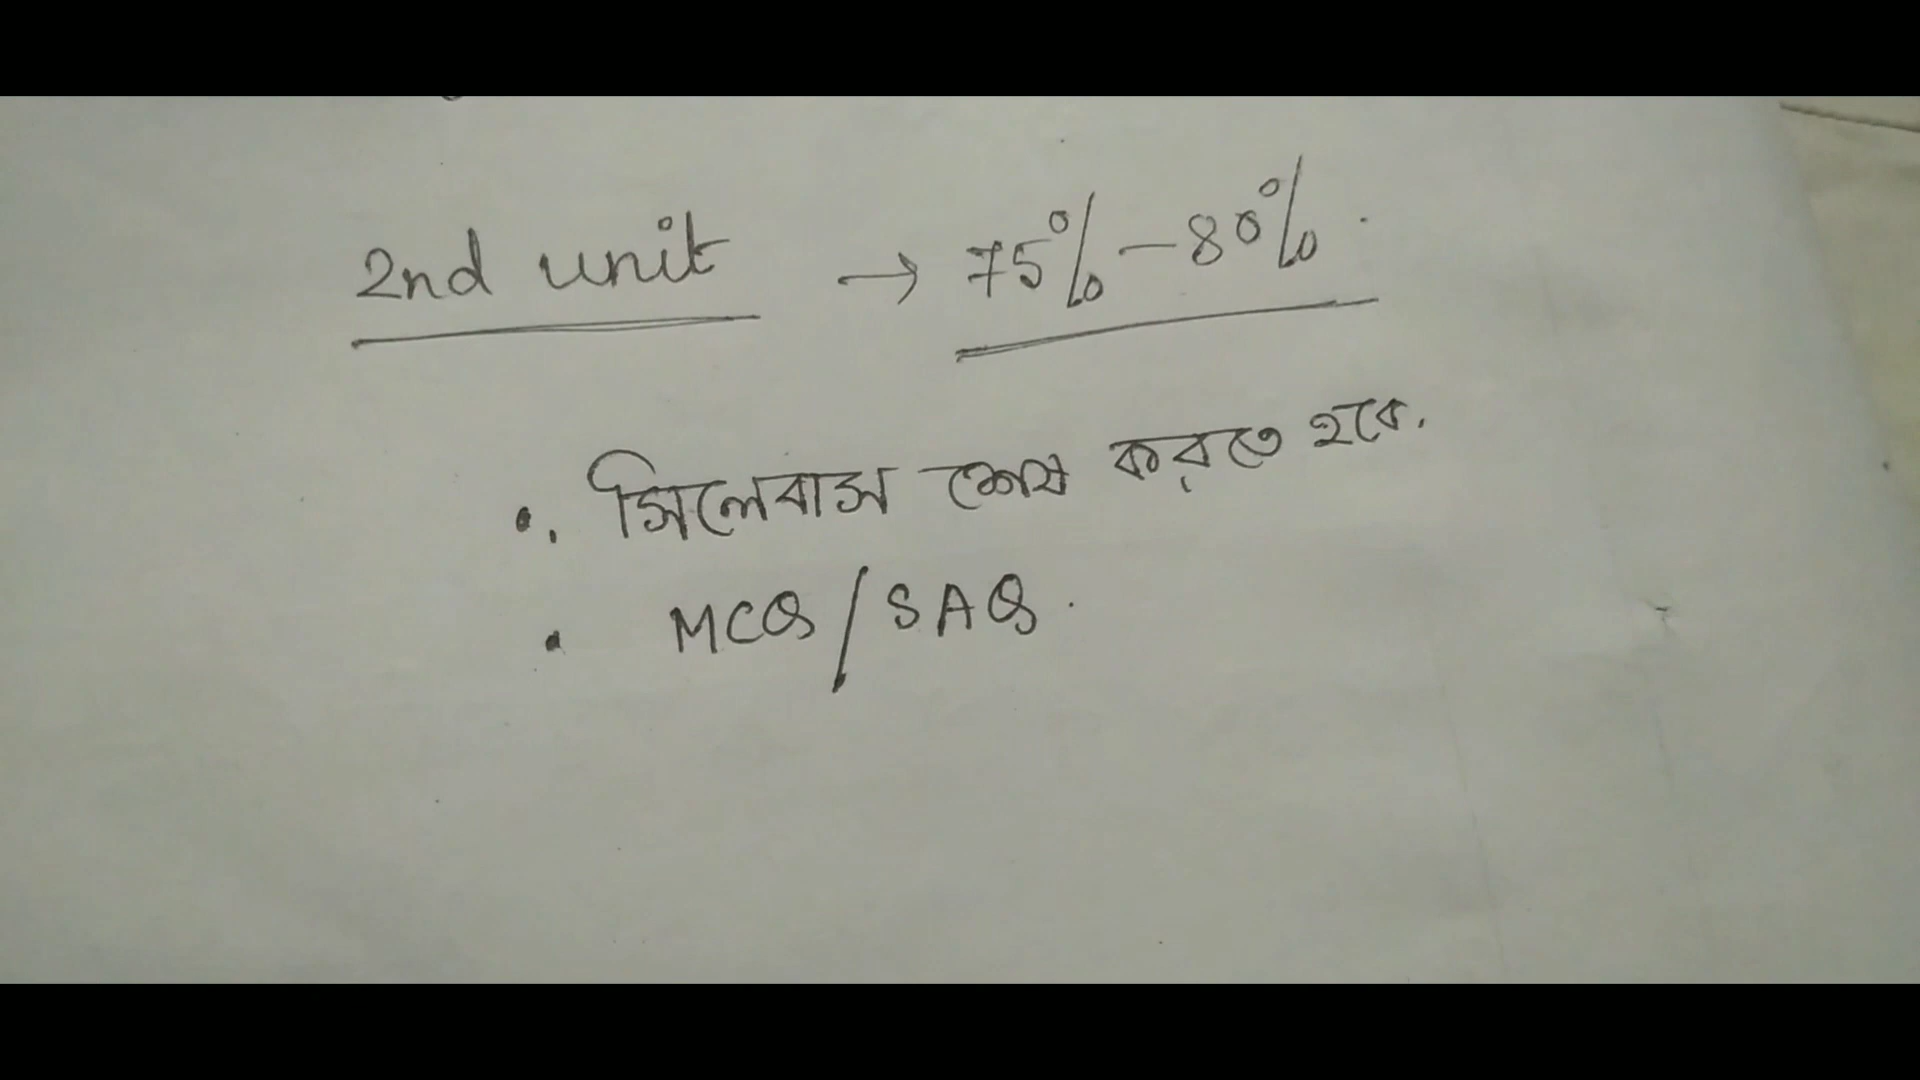 2nd unit → 75% - 80%.
• সিলেবাস শেষ করতে হবে.
• MCQ / SAQ.